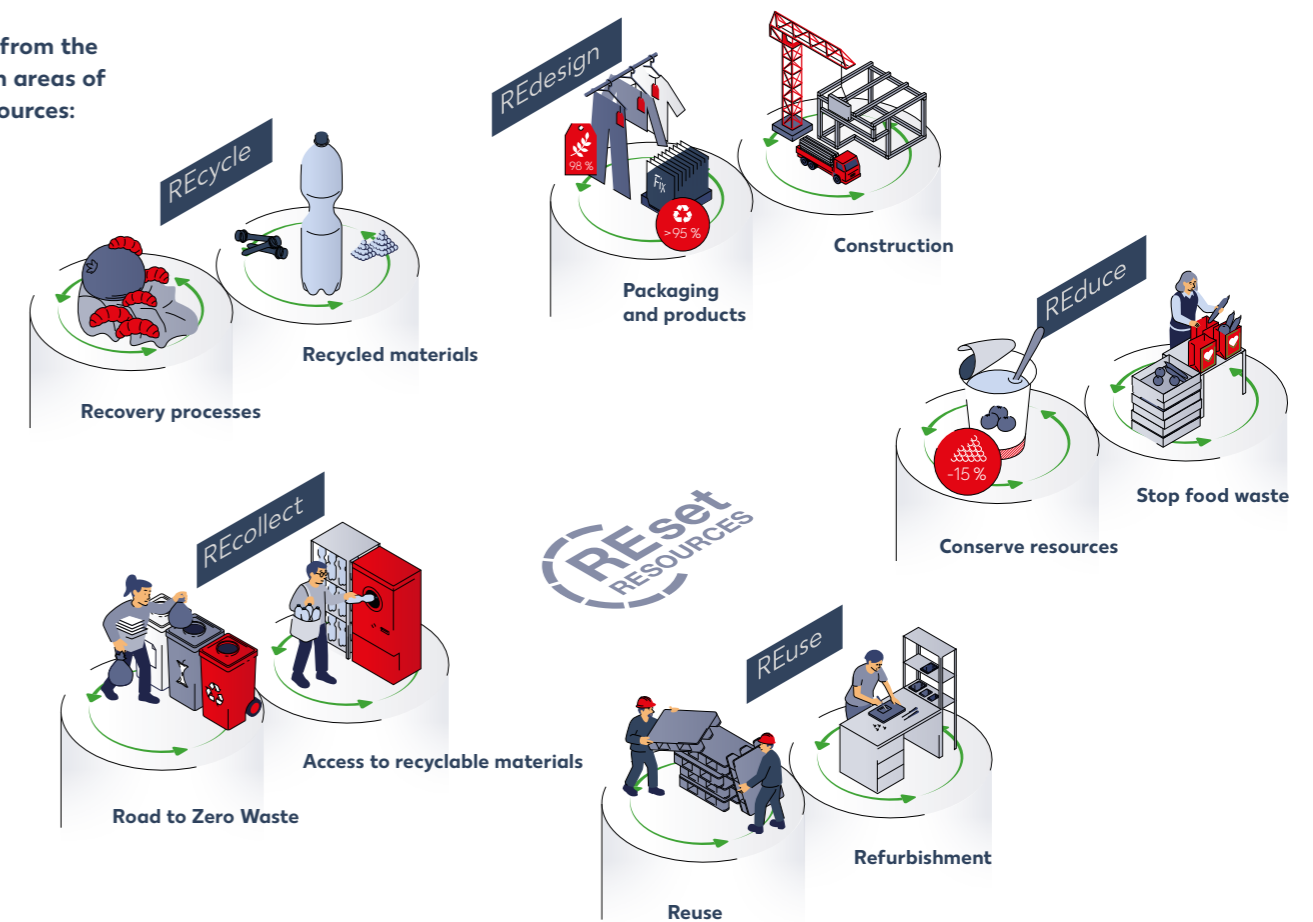 from the
areas of
ources:
REcycle
Recovery processes
Recycled materials
REdesign
98 %
Fix
>95 %
Packaging
and products
Construction
REduce
-15 %
Conserve resources
Stop food waste
REcollect
Road to Zero Waste
Access to recyclable materials
REset
RESOURCES
REuse
Reuse
Refurbishment